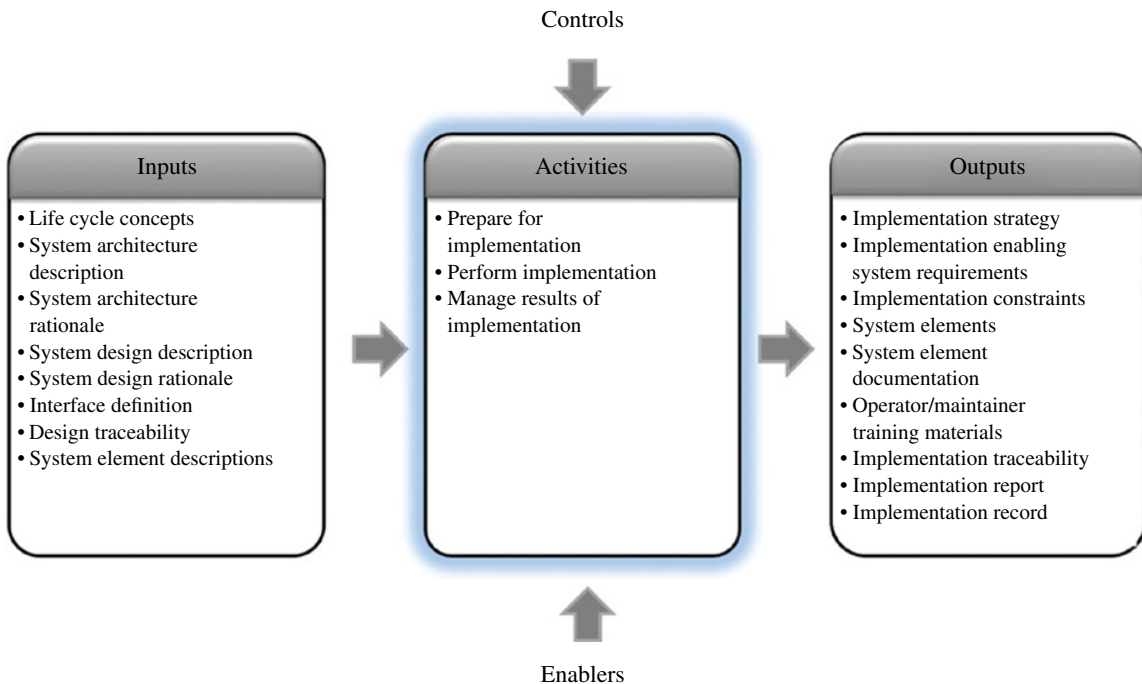 Controls
Inputs
• Life cycle concepts
• System architecture
description
• System architecture
rationale
• System design description
• System design rationale
• Interface definition
• Design traceability
• System element descriptions
Activities
• Prepare for
implementation
• Perform implementation
• Manage results of
implementation
Outputs
• Implementation strategy
• Implementation enabling
system requirements
• Implementation constraints
• System elements
• System element
documentation
• Operator/maintainer
training materials
• Implementation traceability
• Implementation report
• Implementation record
Enablers